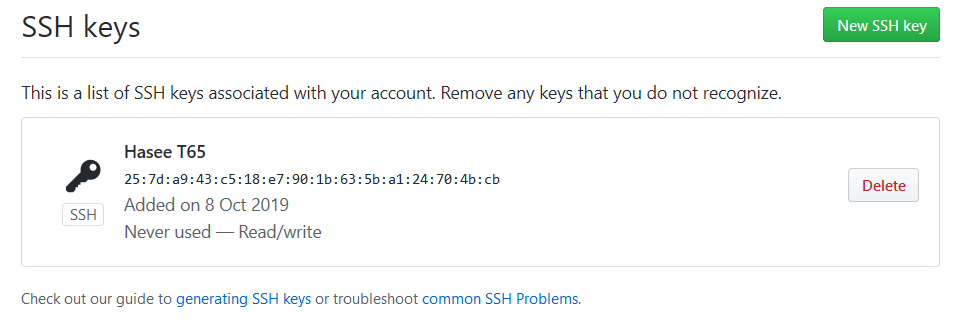 SSH keys
New SSH key
This is a list of SSH keys associated with your account. Remove any keys that you do not recognize.
Hasee T65
25:7d:a9:43:c5:18:e7:90:1b:63:5b:a1:24:70:4b:cb
SSH
Added on 8 Oct 2019
Never used — Read/write
Delete
Check out our guide to generating SSH keys or troubleshoot common SSH Problems.